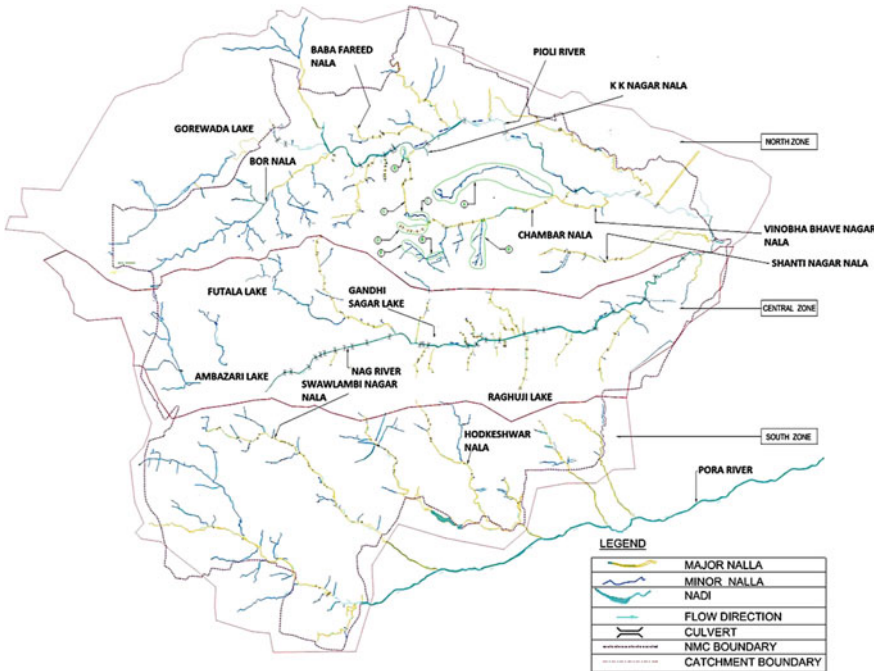 BABA FAREED
NALA
PIOLI RIVER
K K NAGAR NALA
GOREWADA LAKE
NORTH ZONE
BOR NALA
CHAMBAR NALA
VINOBHA BHAVE NAGAR
NALA
SHANTI NAGAR NALA
FUTALA LAKE
GANDHI
SAGAR LAKE
CENTRAL ZONE
AMBAZARI LAKE
NAG RIVER
SWAWLAMBI NAGAR
NALA
RAGHUJI LAKE
HODKESHWAR
NALA
SOUTH ZONE
PORA RIVER
LEGEND
MAJOR NALLA
MINOR NALLA
NADI
FLOW DIRECTION
CULVERT
NMC BOUNDARY
CATCHMENT BOUNDARY